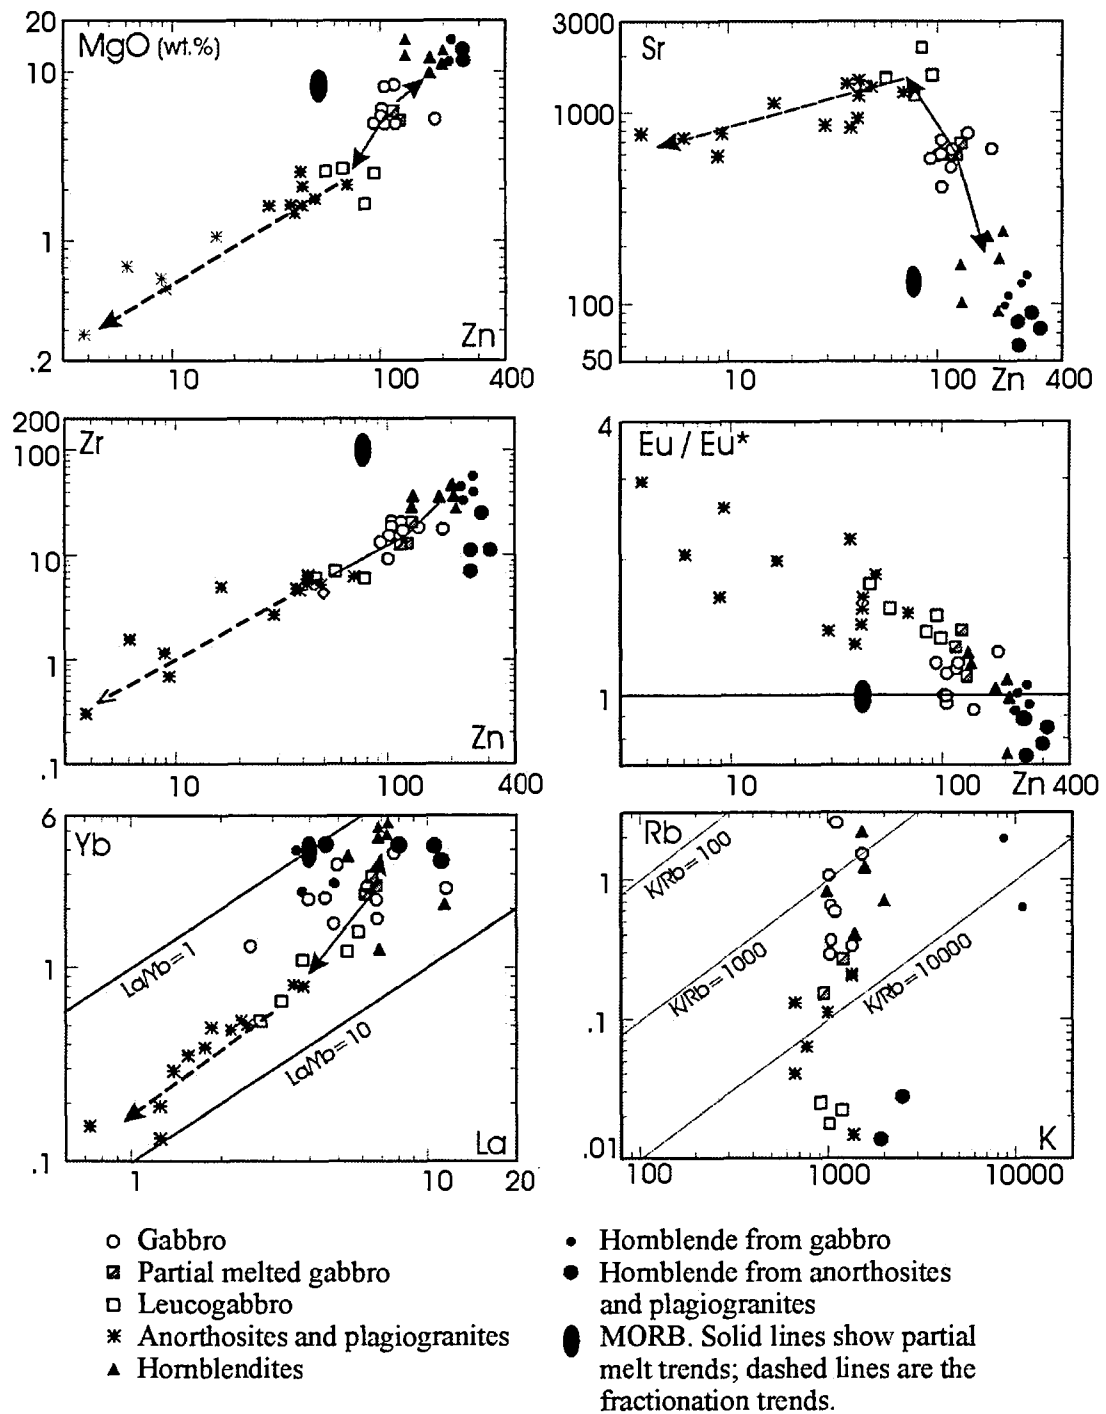 20
10
1
.2
MgO (wt.%)
Zn
10
100
400
3000
1000
300
100
50
Sr
10
100
Zn
400
200
100
10
1
.1
Zr
Zn
10
100
400
4
1
Eu / Eu*
10
100
Zn
400
6
1
.1
Yb
La/Yb=1
La/Yb=10
La
1
10
20
1
.1
.01
Rb
K/Rb=100
K/Rb=1000
K/Rb=10000
K
100
1000
10000
Gabbro
Partial melted gabbro
Leucogabbro
Anorthosites and plagiogranites
Hornblendites
Hornblende from gabbro
Hornblende from anorthosites
and plagiogranites
MORB. Solid lines show partial
melt trends; dashed lines are the
fractionation trends.